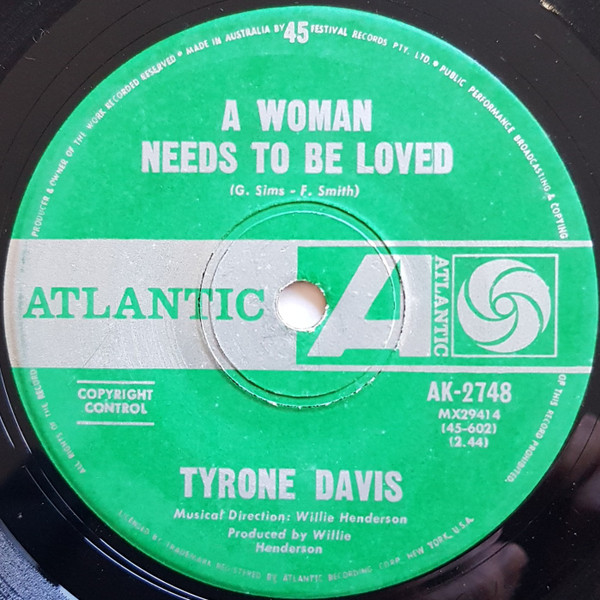 PRODUCER & OWNER OF THE WORK RECORDED RESERVED • MADE IN AUSTRALIA BY 45 FESTIVAL RECORDS PTY. LTD. • PUBLIC PERFORMANCE BROADCASTING & COPYING
A WOMAN
NEEDS TO BE LOVED
(G. Sims - F. Smith)
ATLANTIC
A
ATLANTIC
COPYRIGHT
CONTROL
AK-2748
MX29414
(45-602)
(2.44)
ALL RIGHTS OF THE RECORDED
OF THIS RECORD PROHIBITED.
TYRONE DAVIS
Musical Direction: Willie Henderson
Produced by Willie
Henderson
LICENSED BY TRADEMARK REGISTERED BY ATLANTIC RECORDING CORP. NEW YORK, U.S.A.